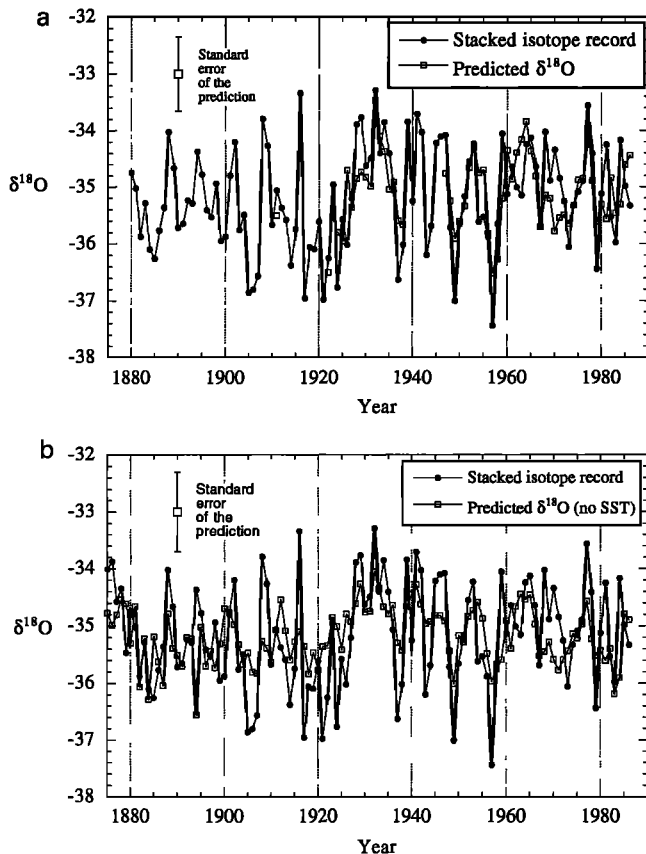 a
-32
-33
-34
-35
-36
-37
-38
δ18O
Standard
error
of the
prediction
Stacked isotope record
Predicted δ18O
1880
1900
1920
1940
1960
1980
Year
b
-32
-33
-34
-35
-36
-37
-38
δ18O
Standard
error
of the
prediction
Stacked isotope record
Predicted δ18O (no SST)
1880
1900
1920
1940
1960
1980
Year